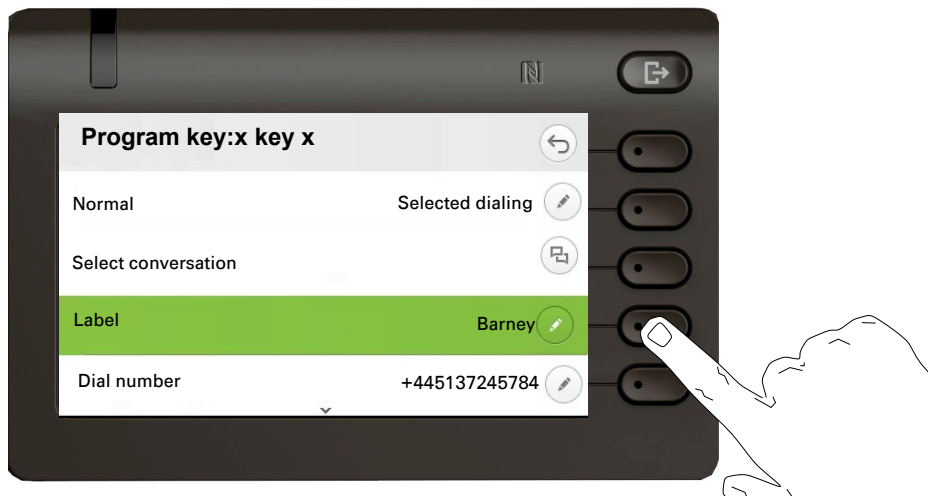 Program key:x key x
Normal Selected dialing
Select conversation
Label Barney
Dial number +445137245784